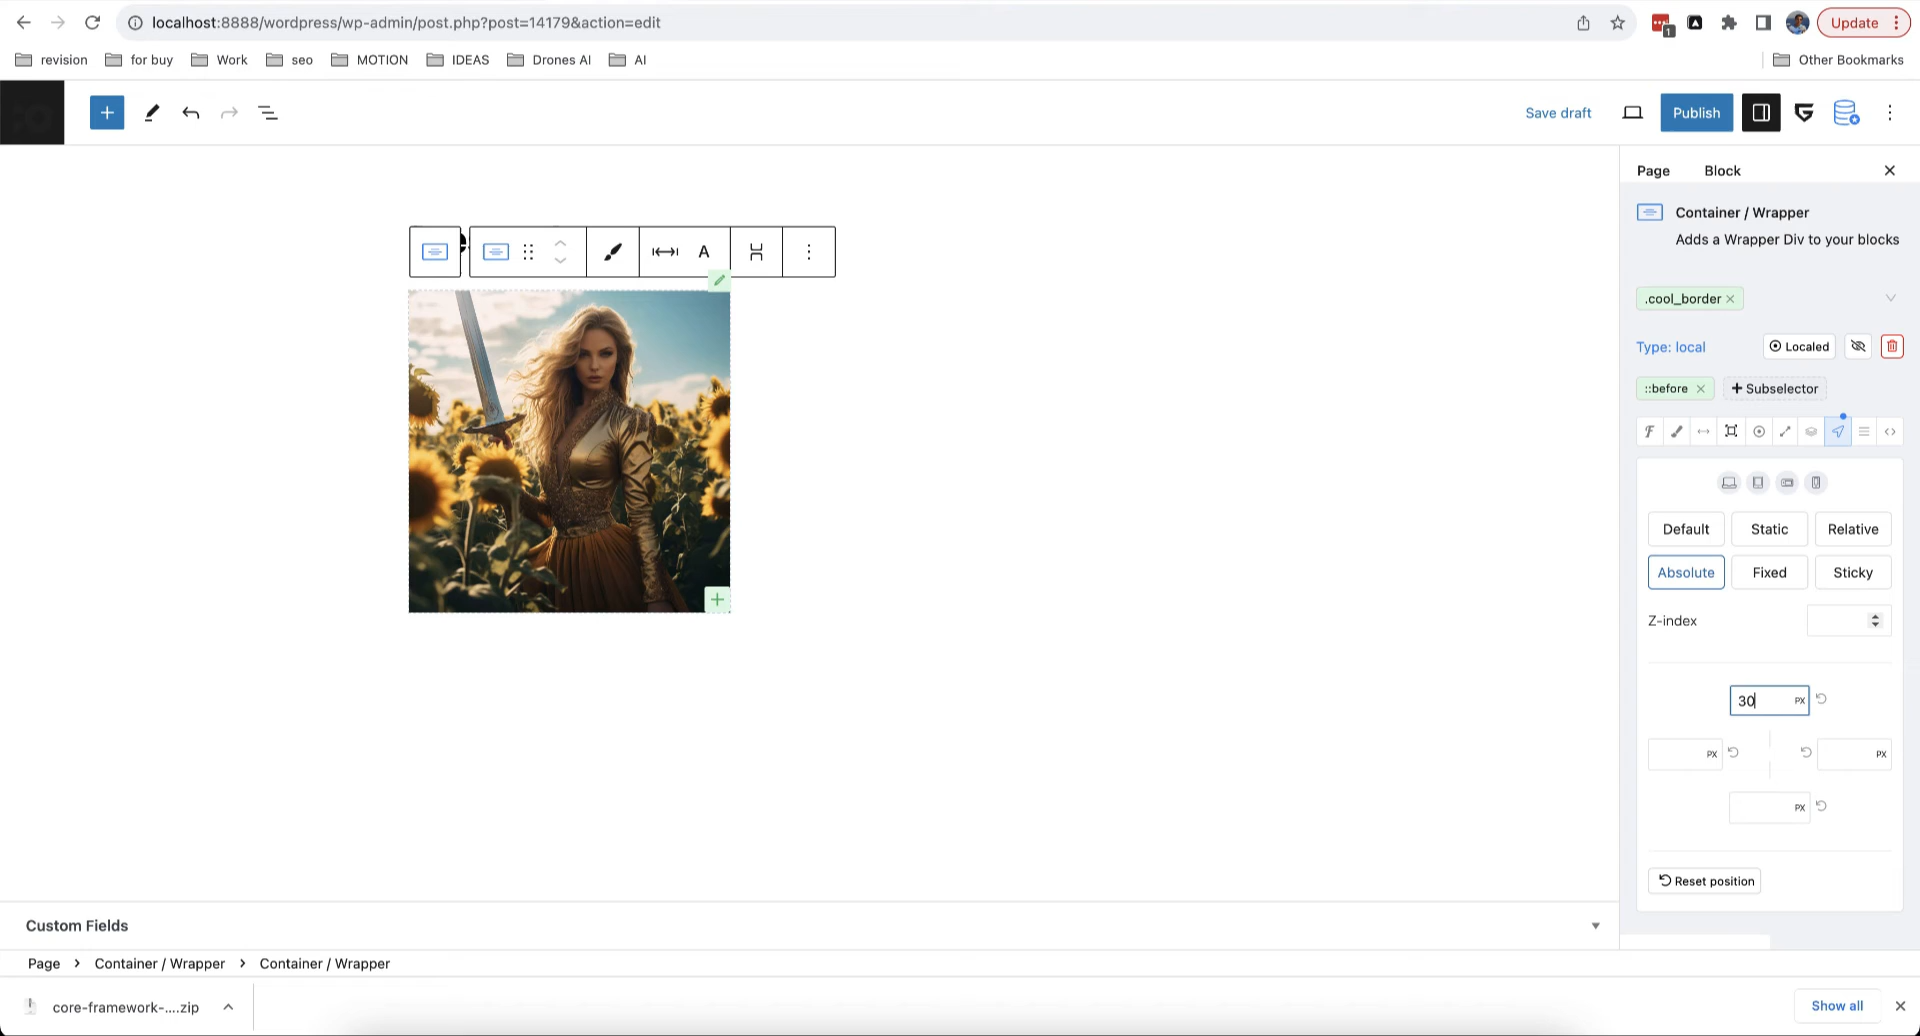 localhost:8888/wordpress/wp-admin/post.php?post=14179&action=edit
1
Update
revision
for buy
Work
seo
MOTION
IDEAS
Drones AI
AI
Other Bookmarks
Save draft
Publish
Page
Block
Container / Wrapper
Adds a Wrapper Div to your blocks
A
.cool_border
Type: local
Localed
::before
Subselector
Default
Static
Relative
Absolute
Fixed
Sticky
Z-index
30 PX
PX
PX
PX
Reset position
Custom Fields
Page > Container / Wrapper > Container / Wrapper
core-framework-....zip
Show all